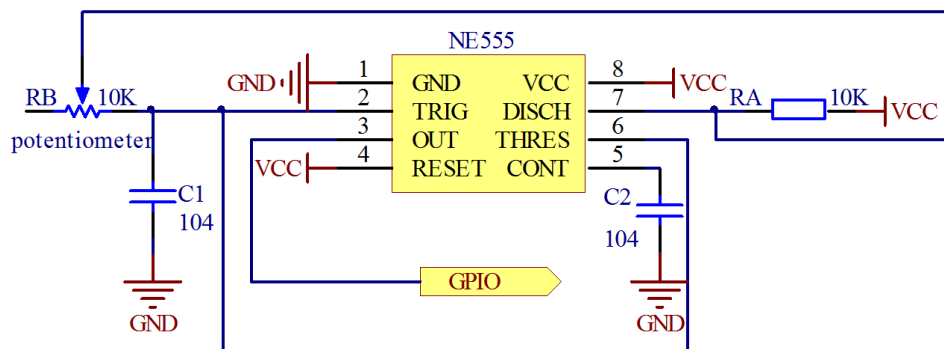 NE555
GND
1
GND
VCC
8
VCC
RB
10K
2
TRIG
DISCH
7
RA
10K
VCC
potentiometer
3
OUT
THRES
6
VCC
4
RESET
CONT
5
C1
104
C2
104
GPIO
GND
GND